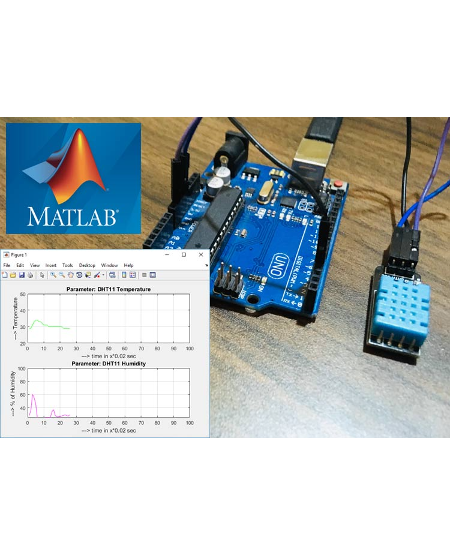 MATLAB®
Figure 1
File Edit View Insert Tools Desktop Window Help
Parameter: DHT11 Temperature
50
40
30
20
---> Temperature
0 10 20 30 40 50 60 70 80 90 100
---> time in x*0.02 sec
Parameter: DHT11 Humidity
100
80
60
40
---> % of Humidity
0 10 20 30 40 50 60 70 80 90 100
---> time in x*0.02 sec
UNO